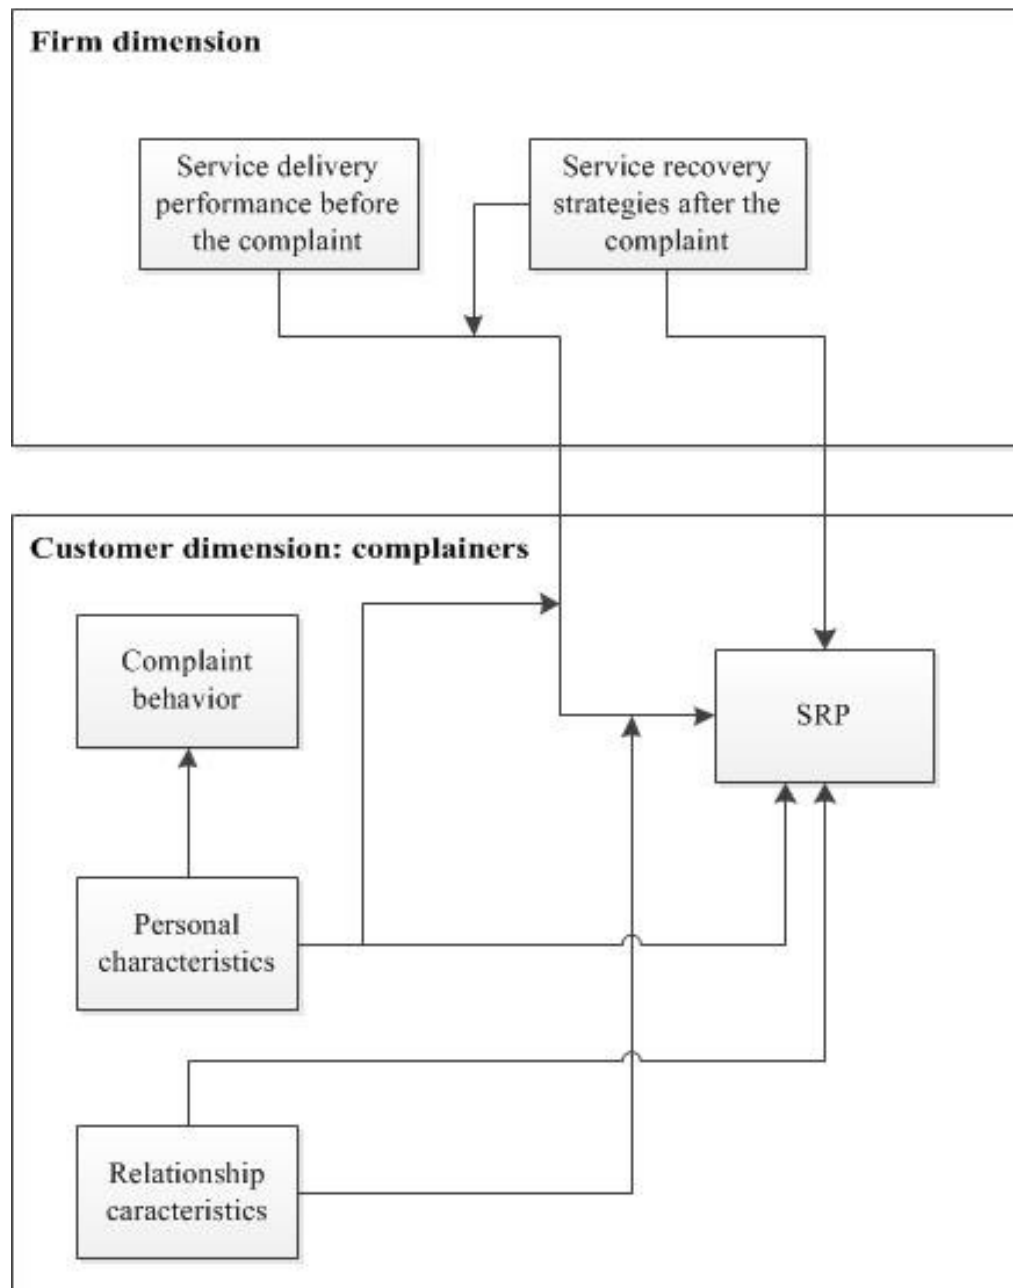 Firm dimension
Service delivery
performance before
the complaint
Service recovery
strategies after the
complaint
Customer dimension: complainers
Complaint
behavior
SRP
Personal
characteristics
Relationship
caracteristics